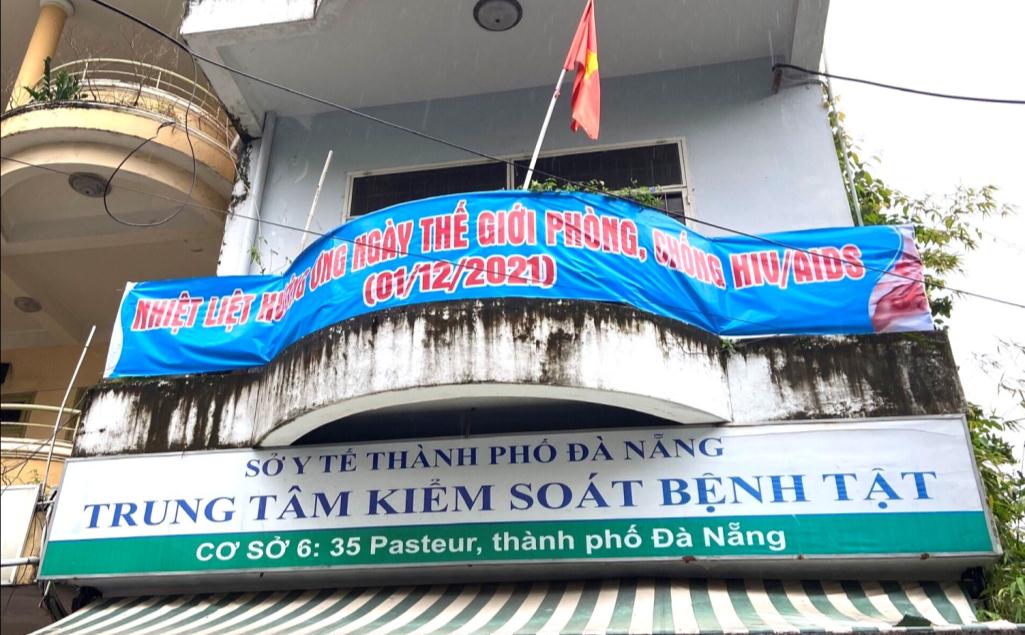 NHIỆT LIỆT HƯỞNG ỨNG NGÀY THẾ GIỚI PHÒNG, CHỐNG HIV/AIDS
(01/12/2021)
SỞ Y TẾ THÀNH PHỐ ĐÀ NẴNG
TRUNG TÂM KIỂM SOÁT BỆNH TẬT
CƠ SỞ 6: 35 Pasteur, thành phố Đà Nẵng